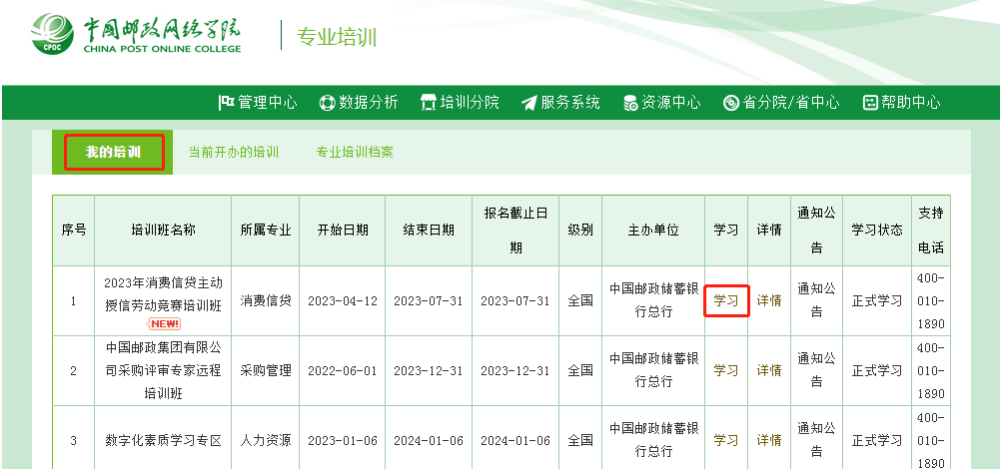 中国邮政网络学院
CPOC
CHINA POST ONLINE COLLEGE
专业培训
管理中心 数据分析 培训分院 服务系统 资源中心 省分院/省中心 帮助中心
我的培训 当前开办的培训 专业培训档案
序号 培训班名称 所属专业 开始日期 结束日期 报名截止日期 级别 主办单位 学习 详情 通知公告 学习状态 支持电话
1 2023年消费信贷主动授信劳动竞赛培训班 NEW! 消费信贷 2023-04-12 2023-07-31 2023-07-31 全国 中国邮政储蓄银行总行 学习 详情 通知公告 正式学习 400-010-1890
2 中国邮政集团有限公司采购评审专家远程培训班 采购管理 2022-06-01 2023-12-31 2023-12-31 全国 中国邮政储蓄银行总行 学习 详情 通知公告 正式学习 400-010-1890
3 数字化素质学习专区 人力资源 2023-01-06 2024-01-06 2024-01-06 全国 中国邮政储蓄银行总行 学习 详情 通知公告 正式学习 400-010-1890